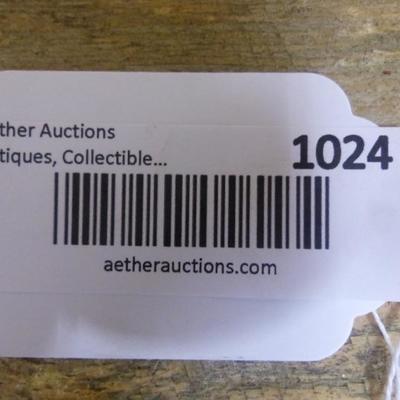 ther Auctions
tiques, Collectible...
1024
aetherauctions.com